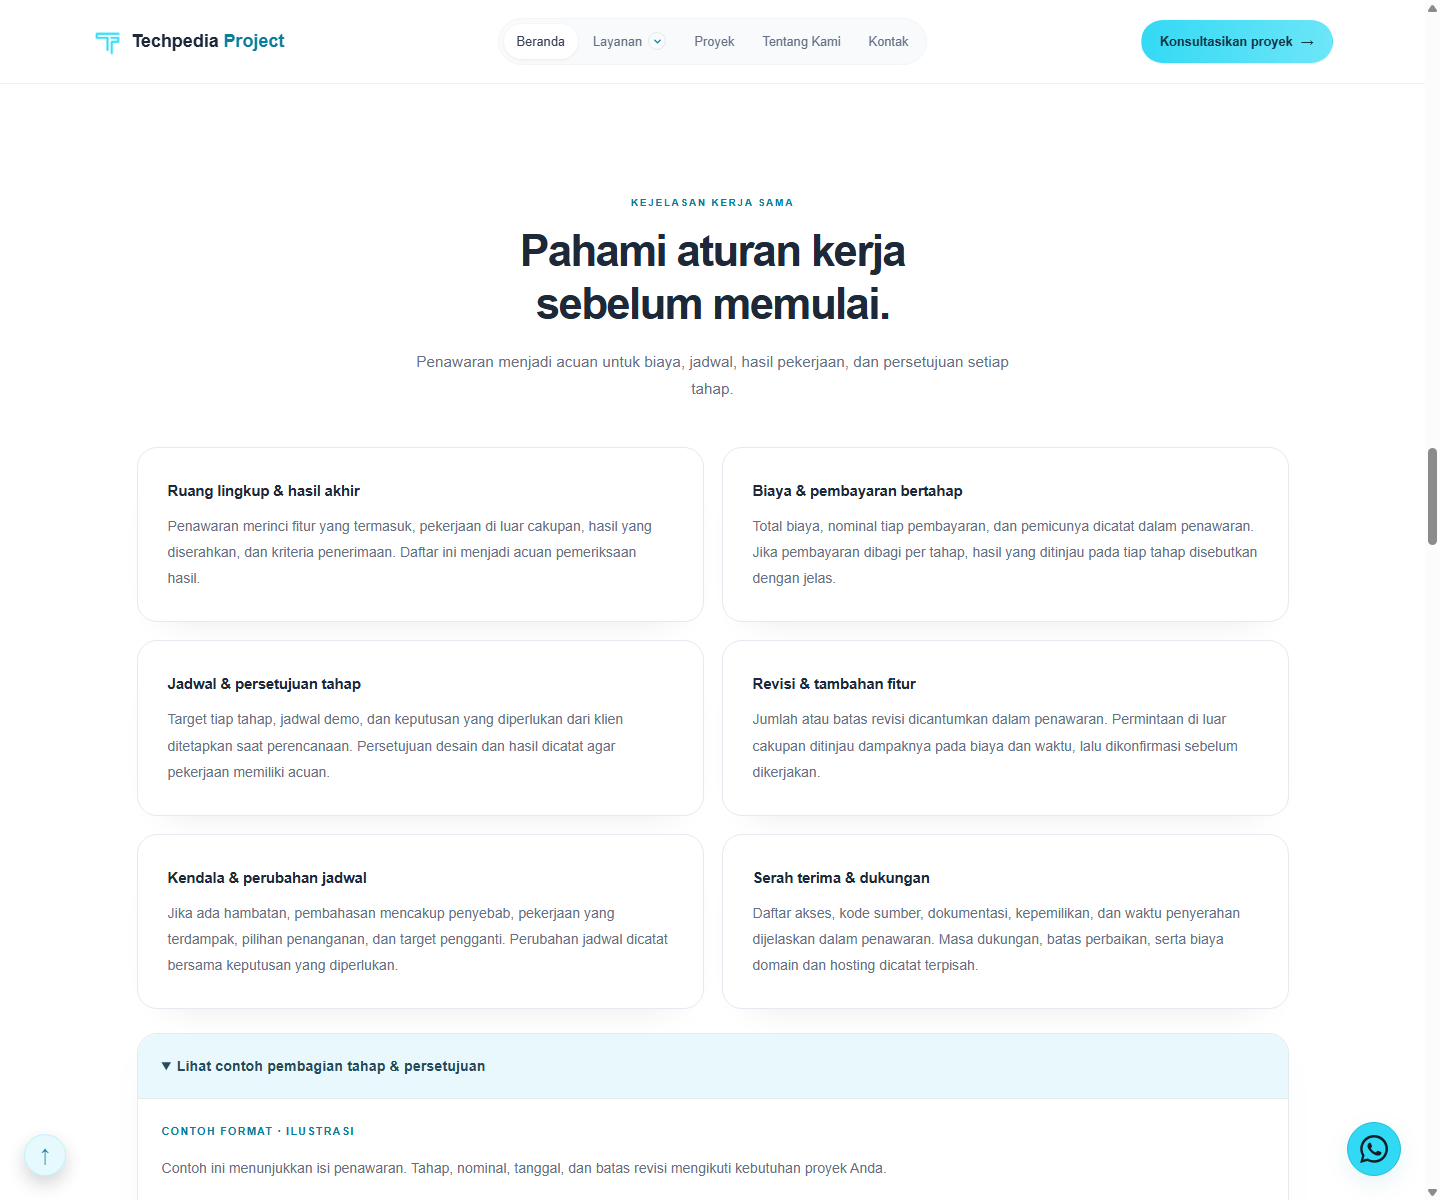 Techpedia Project
Beranda
Layanan
Proyek
Tentang Kami
Kontak
Konsultasikan proyek →
KEJELASAN KERJA SAMA
Pahami aturan kerja
sebelum memulai.
Penawaran menjadi acuan untuk biaya, jadwal, hasil pekerjaan, dan persetujuan setiap
tahap.
Ruang lingkup & hasil akhir
Penawaran merinci fitur yang termasuk, pekerjaan di luar cakupan, hasil yang
diserahkan, dan kriteria penerimaan. Daftar ini menjadi acuan pemeriksaan
hasil.
Biaya & pembayaran bertahap
Total biaya, nominal tiap pembayaran, dan pemicunya dicatat dalam penawaran.
Jika pembayaran dibagi per tahap, hasil yang ditinjau pada tiap tahap disebutkan
dengan jelas.
Jadwal & persetujuan tahap
Target tiap tahap, jadwal demo, dan keputusan yang diperlukan dari klien
ditetapkan saat perencanaan. Persetujuan desain dan hasil dicatat agar
pekerjaan memiliki acuan.
Revisi & tambahan fitur
Jumlah atau batas revisi dicantumkan dalam penawaran. Permintaan di luar
cakupan ditinjau dampaknya pada biaya dan waktu, lalu dikonfirmasi sebelum
dikerjakan.
Kendala & perubahan jadwal
Jika ada hambatan, pembahasan mencakup penyebab, pekerjaan yang
terdampak, pilihan penanganan, dan target pengganti. Perubahan jadwal dicatat
bersama keputusan yang diperlukan.
Serah terima & dukungan
Daftar akses, kode sumber, dokumentasi, kepemilikan, dan waktu penyerahan
dijelaskan dalam penawaran. Masa dukungan, batas perbaikan, serta biaya
domain dan hosting dicatat terpisah.
▼ Lihat contoh pembagian tahap & persetujuan
CONTOH FORMAT · ILUSTRASI
Contoh ini menunjukkan isi penawaran. Tahap, nominal, tanggal, dan batas revisi mengikuti kebutuhan proyek Anda.
↑